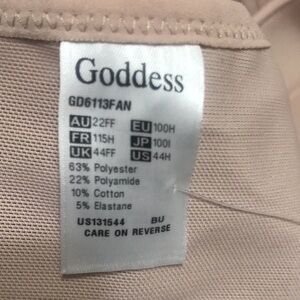 Goddess
GD6113FAN
AU 22FF EU 100H
FR 115H JP 100I
UK 44FF US 44H
63% Polyester
22% Polyamide
10% Cotton
5% Elastane
US131544 BU
CARE ON REVERSE